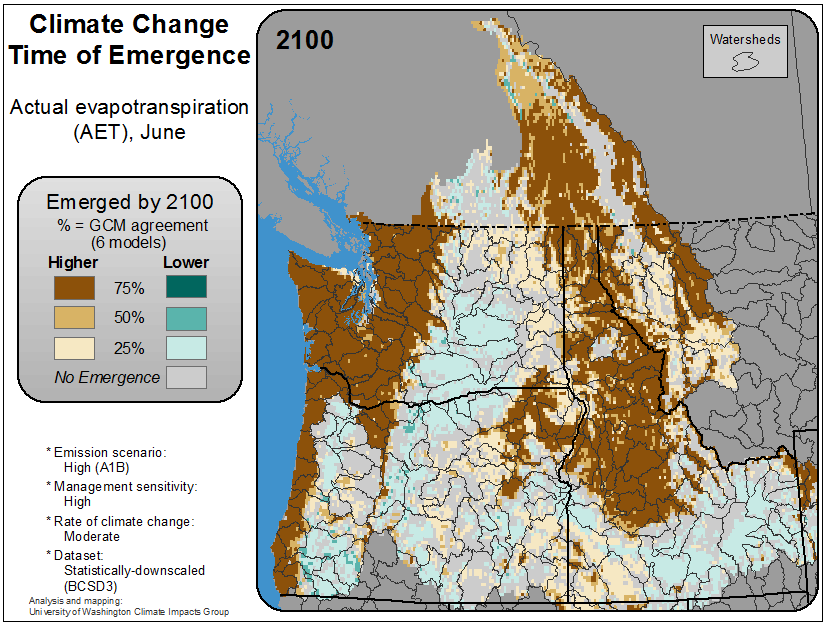 Climate Change
Time of Emergence
Actual evapotranspiration
(AET), June
Emerged by 2100
% = GCM agreement
(6 models)
Higher Lower
75%
50%
25%
No Emergence
* Emission scenario:
High (A1B)
* Management sensitivity:
High
* Rate of climate change:
Moderate
* Dataset:
Statistically-downscaled
(BCSD3)
Analysis and mapping:
University of Washington Climate Impacts Group
2100
Watersheds